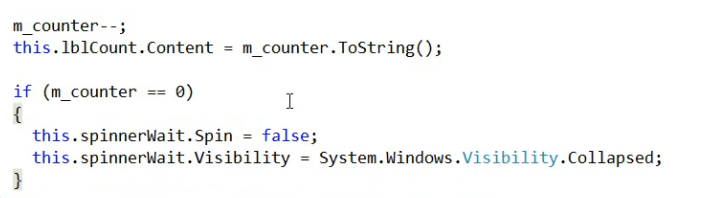 m_counter--;
this.lblCount.Content = m_counter.ToString();
if (m_counter == 0)
{
this.spinnerWait.Spin = false;
this.spinnerWait.Visibility = System.Windows.Visibility.Collapsed;
}